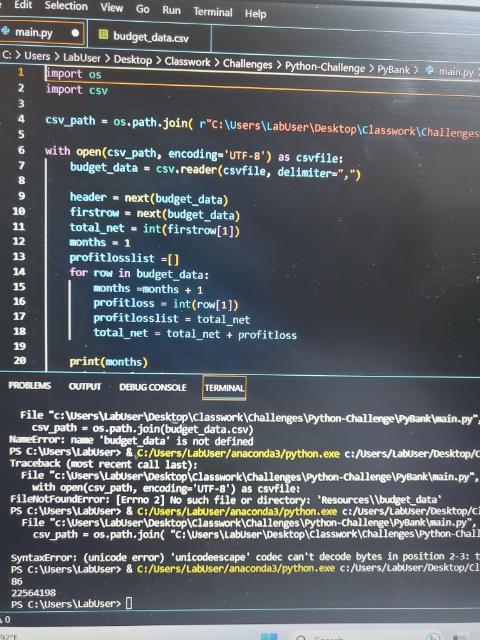 Edit Selection View Go Run Terminal Help
main.py budget_data.csv
C: > Users > LabUser > Desktop > Classwork > Challenges > Python-Challenge > PyBank > main.py >
1 import os
2 import csv
3
4 csv_path = os.path.join( r"C:\Users\LabUser\Desktop\Classwork\Challenges
5
6 with open(csv_path, encoding='UTF-8') as csvfile:
7 budget_data = csv.reader(csvfile, delimiter=",")
8
9 header = next(budget_data)
10 firstrow = next(budget_data)
11 total_net = int(firstrow[1])
12 months = 1
13 profitlosslist =[]
14 for row in budget_data:
15 months =months + 1
16 profitloss = int(row[1])
17 profitlosslist = total_net
18 total_net = total_net + profitloss
19
20 print(months)
PROBLEMS OUTPUT DEBUG CONSOLE TERMINAL
File "c:\Users\LabUser\Desktop\Classwork\Challenges\Python-Challenge\PyBank\main.py",
csv_path = os.path.join(budget_data.csv)
NameError: name 'budget_data' is not defined
PS C:\Users\LabUser> & C:/Users/LabUser/anaconda3/python.exe c:/Users/LabUser/Desktop/C
Traceback (most recent call last):
File "c:\Users\LabUser\Desktop\Classwork\Challenges\Python-Challenge\PyBank\main.py",
with open(csv_path, encoding='UTF-8') as csvfile:
FileNotFoundError: [Errno 2] No such file or directory: 'Resources\\budget_data'
PS C:\Users\LabUser> & C:/Users/LabUser/anaconda3/python.exe c:/Users/LabUser/Desktop/Cl
File "c:\Users\LabUser\Desktop\Classwork\Challenges\Python-Challenge\PyBank\main.py",
csv_path = os.path.join( "C:\Users\LabUser\Desktop\Classwork\Challenges\Python-Chall
SyntaxError: (unicode error) 'unicodeescape' codec can't decode bytes in position 2-3: t
PS C:\Users\LabUser> & C:/Users/LabUser/anaconda3/python.exe c:/Users/LabUser/Desktop/Cl
86
22564198
PS C:\Users\LabUser>
0
92°F Search